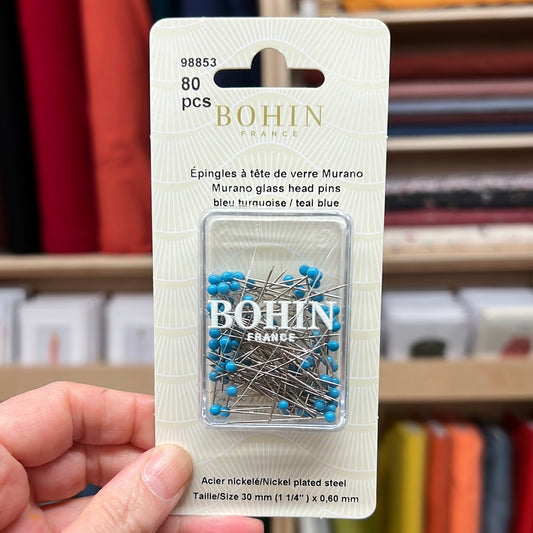 98853
80
pcs
BOHIN
FRANCE
Épingles à tête de verre Murano
Murano glass head pins
bleu turquoise / teal blue
BOHIN
FRANCE
Acier nickelé/Nickel plated steel
Taille/Size 30 mm (1 1/4") x 0,60 mm